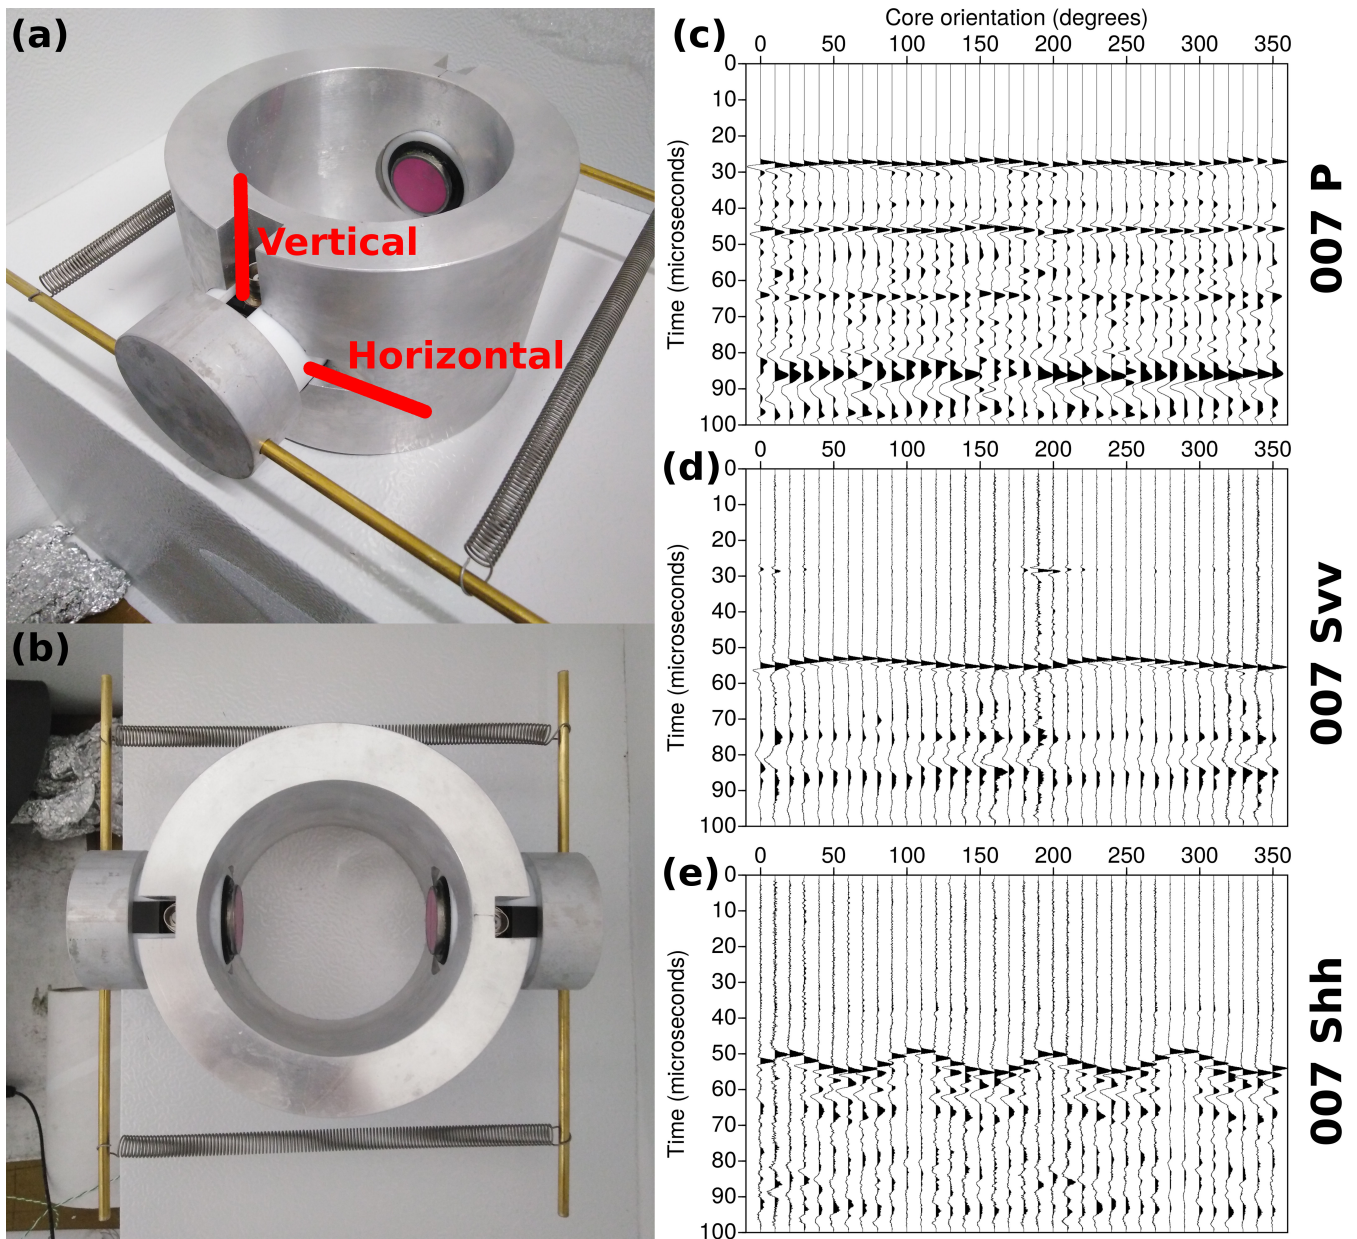 (a)
Vertical
Horizontal
(b)
(c)
Core orientation (degrees)
0 50 100 150 200 250 300 350
0
10
20
30
40
50
60
70
80
90
100
Time (microseconds)
007 P
(d)
0 50 100 150 200 250 300 350
0
10
20
30
40
50
60
70
80
90
100
Time (microseconds)
007 Svv
(e)
0 50 100 150 200 250 300 350
0
10
20
30
40
50
60
70
80
90
100
Time (microseconds)
007 Shh